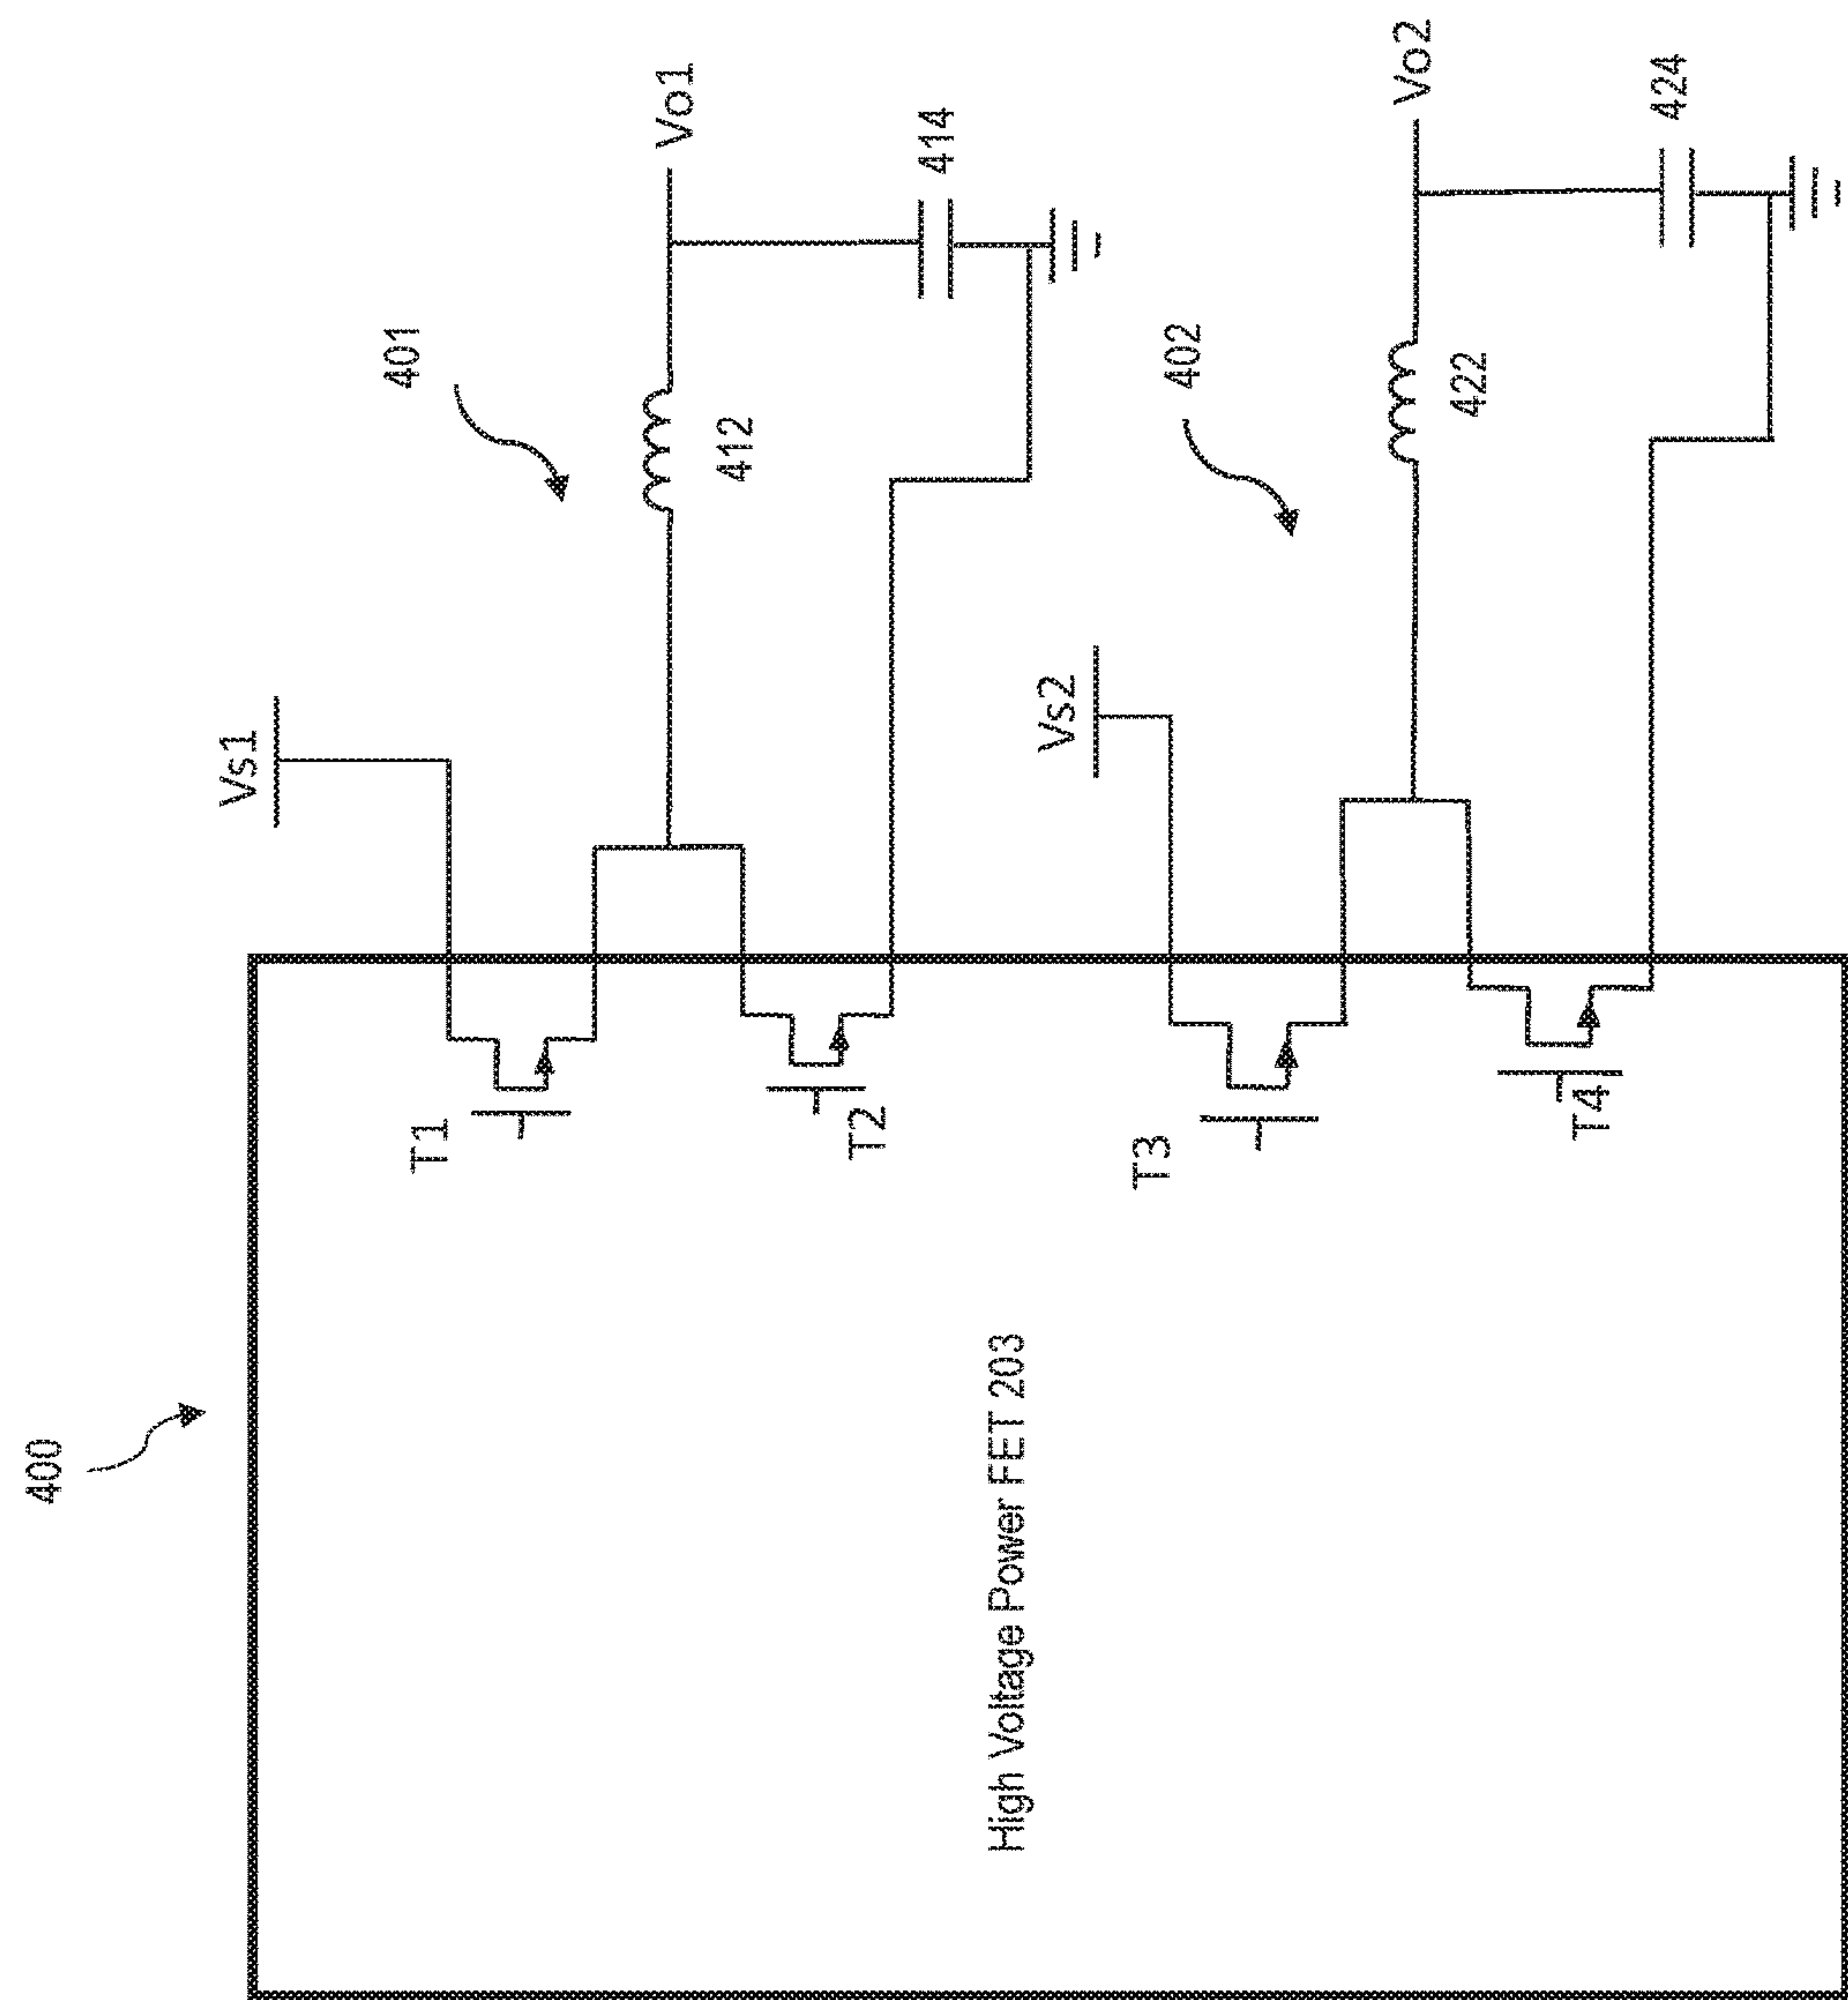 400
Vs1
401
Vo1
412
414
T1
T2
High Voltage Power FET 203
Vs2
402
Vo2
422
424
T3
T4